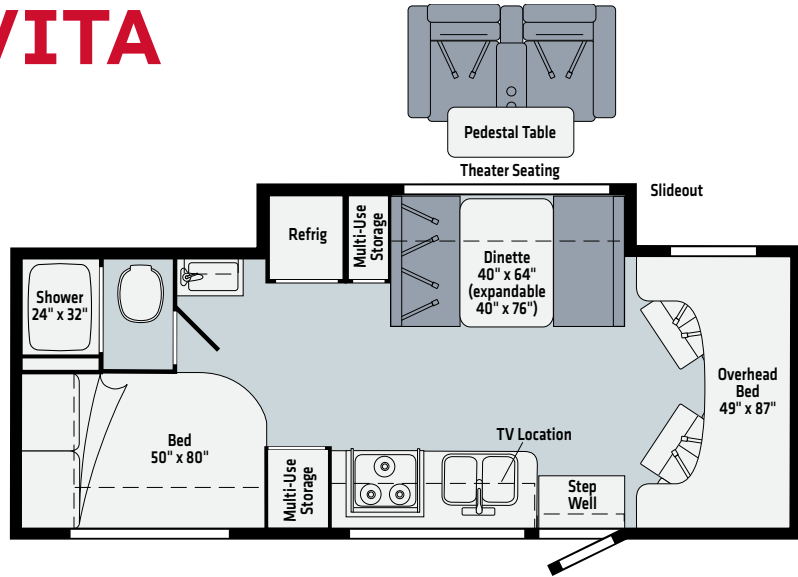 VITA
Pedestal Table
Theater Seating
Slideout
Refrig
Multi-Use
Storage
Dinette
40" x 64"
(expandable
40" x 76")
Shower
24" x 32"
Overhead
Bed
49" x 87"
Bed
50" x 80"
TV Location
Multi-Use
Storage
Step
Well